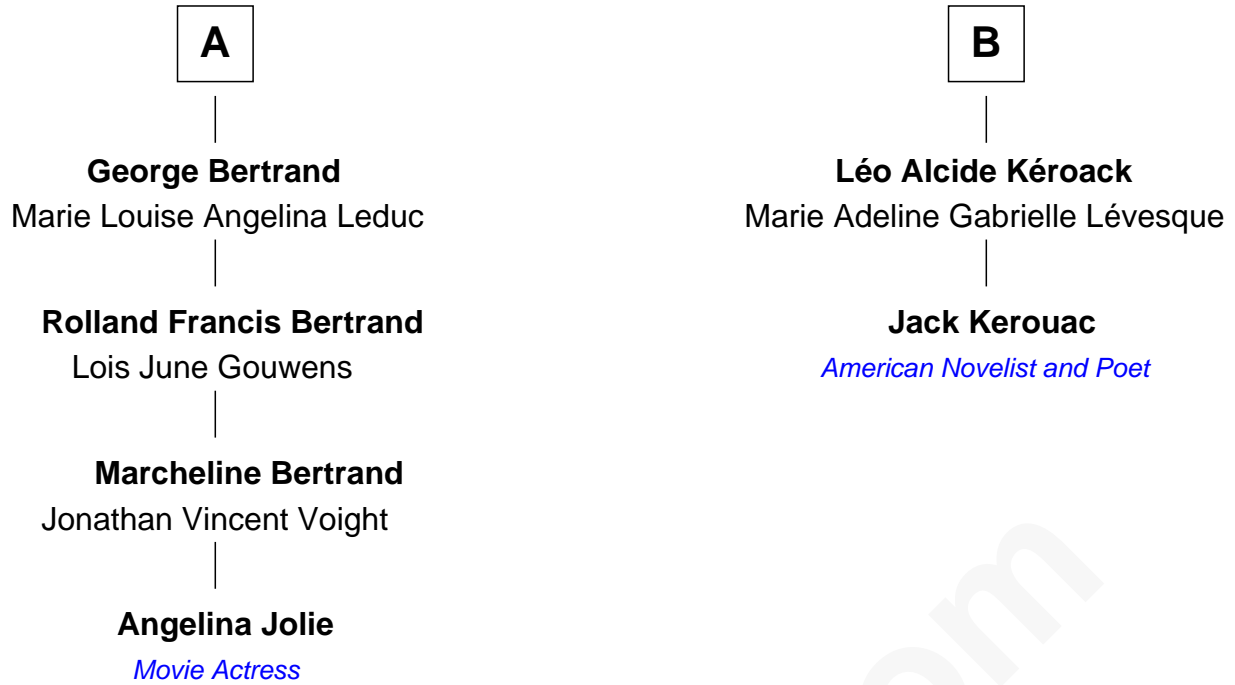 A
George Bertrand
Marie Louise Angelina Leduc
Rolland Francis Bertrand
Lois June Gouwens
Marcheline Bertrand
Jonathan Vincent Voight
Angelina Jolie
Movie Actress
B
Léo Alcide Kéroack
Marie Adeline Gabrielle Lévesque
Jack Kerouac
American Novelist and Poet
om